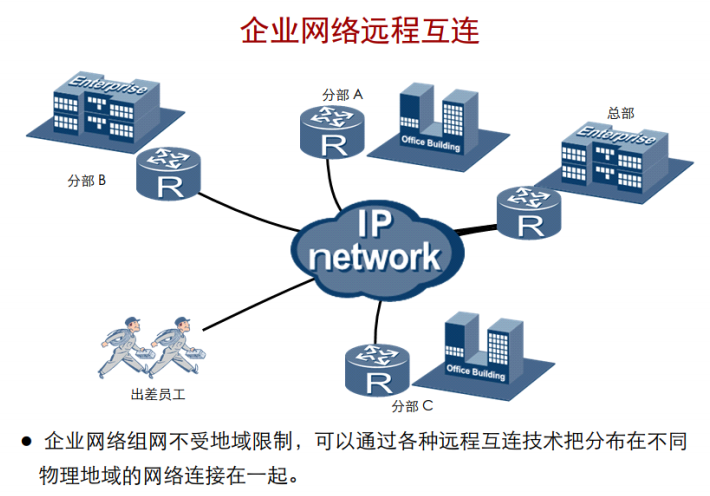 企业网络远程互连
Enterprise
分部 B
R
分部 A
R
Office Building
总部
Enterprise
R
IP
network
出差员工
R
Office Building
分部 C
● 企业网络组网不受地域限制，可以通过各种远程互连技术把分布在不同
物理地域的网络连接在一起。